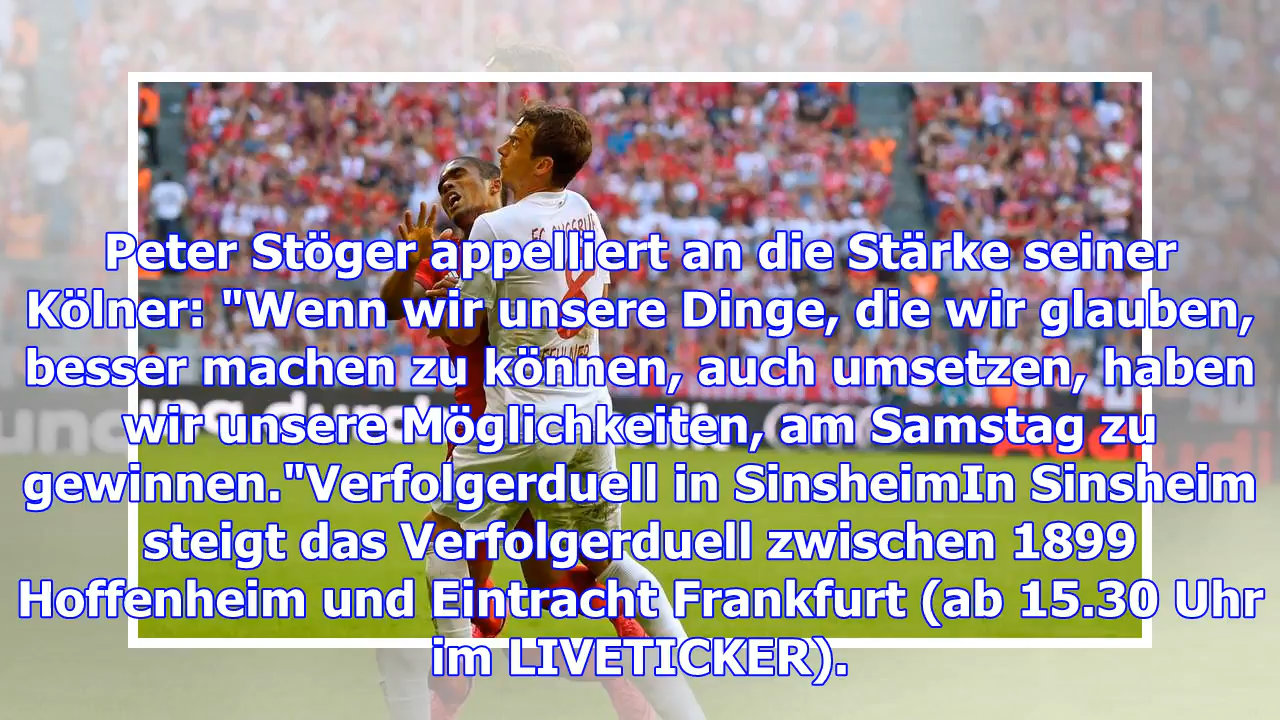 Peter Stöger appelliert an die Stärke seiner
Kölner: "Wenn wir unsere Dinge, die wir glauben,
besser machen zu können, auch umsetzen, haben
wir unsere Möglichkeiten, am Samstag zu
gewinnen."Verfolgerduell in SinsheimIn Sinsheim
steigt das Verfolgerduell zwischen 1899
Hoffenheim und Eintracht Frankfurt (ab 15.30 Uhr
im LIVETICKER).